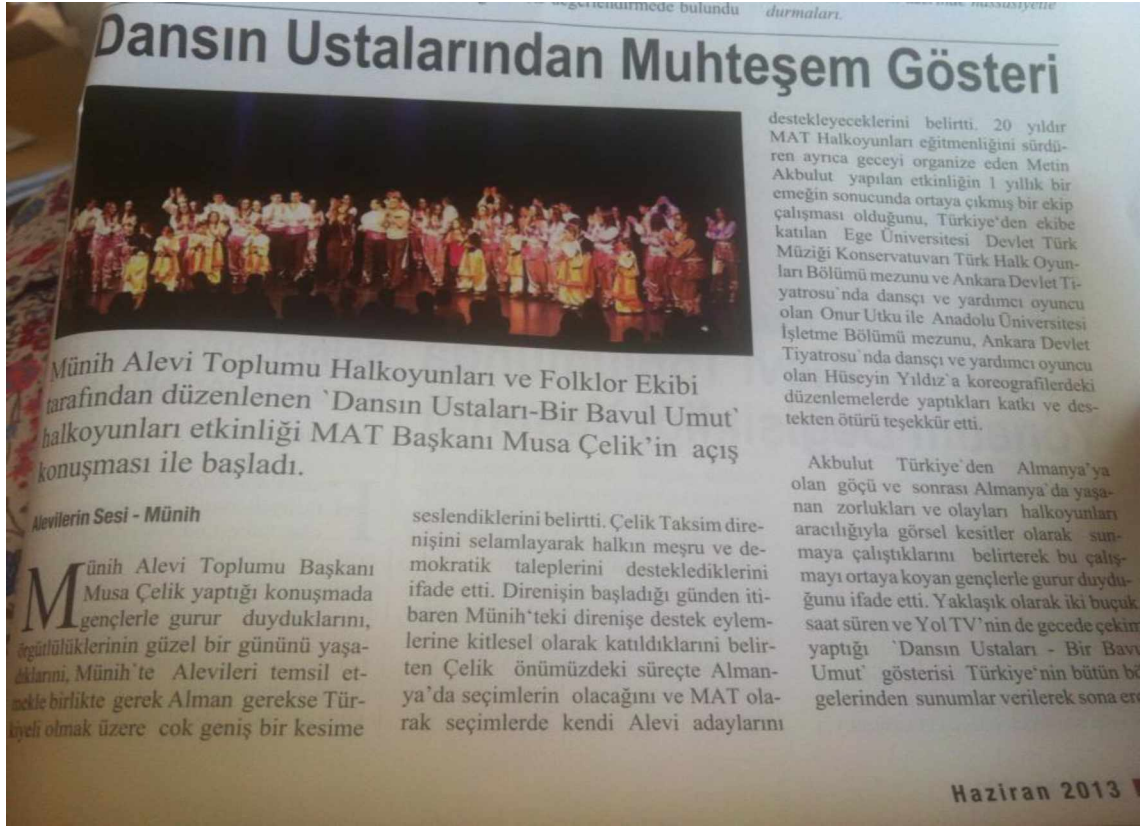 değerlendirmede bulundu
durmaları.
Dansın Ustalarından Muhteşem Gösteri
Münih Alevi Toplumu Halkoyunları ve Folklor Ekibi
tarafından düzenlenen `Dansın Ustaları-Bir Bavul Umut`
halkoyunları etkinliği MAT Başkanı Musa Çelik'in açış
konuşması ile başladı.
Alevilerin Sesi - Münih
Münih Alevi Toplumu Başkanı
Musa Çelik yaptığı konuşmada
gençlerle gurur duyduklarını,
örgütlülüklerinin güzel bir gününü yaşa-
dıklarını, Münih`te Alevileri temsil et-
mekle birlikte gerek Alman gerekse Tür-
kiyeli olmak üzere cok geniş bir kesime
seslendiklerini belirtti. Çelik Taksim dire-
nişini selamlayarak halkın meşru ve de-
mokratik taleplerini desteklediklerini
ifade etti. Direnişin başladığı günden iti-
baren Münih'teki direnişe destek eylem-
lerine kitlesel olarak katıldıklarını belir-
ten Çelik önümüzdeki süreçte Alman-
ya'da seçimlerin olacağını ve MAT ola-
rak seçimlerde kendi Alevi adaylarını
destekleyeceklerini belirtti. 20 yıldır
MAT Halkoyunları eğitmenliğini sürdü-
ren ayrıca geceyi organize eden Metin
Akbulut yapılan etkinliğin 1 yıllık bir
emeğin sonucunda ortaya çıkmış bir ekip
çalışması olduğunu, Türkiye'den ekibe
katılan Ege Üniversitesi Devlet Türk
Müziği Konservatuvarı Türk Halk Oyun-
ları Bölümü mezunu ve Ankara Devlet Ti-
yatrosu`nda dansçı ve yardımcı oyuncu
olan Onur Utku ile Anadolu Üniversitesi
İşletme Bölümü mezunu, Ankara Devlet
Tiyatrosu`nda dansçı ve yardımcı oyuncu
olan Hüseyin Yıldız`a koreografilerdeki
düzenlemelerde yaptıkları katkı ve des-
tekten ötürü teşekkür etti.
Akbulut Türkiye`den Almanya'ya
olan göçü ve sonrası Almanya`da yaşa-
nan zorlukları ve olayları halkoyunları
aracılığıyla görsel kesitler olarak sun-
maya çalıştıklarını belirterek bu çalış-
mayı ortaya koyan gençlerle gurur duydu-
ğunu ifade etti. Yaklaşık olarak iki buçuk
saat süren ve Yol TV'nin de gecede çekim
yaptığı `Dansın Ustaları - Bir Bavu
Umut` gösterisi Türkiye'nin bütün bö
gelerinden sunumlar verilerek sona er
Haziran 2013